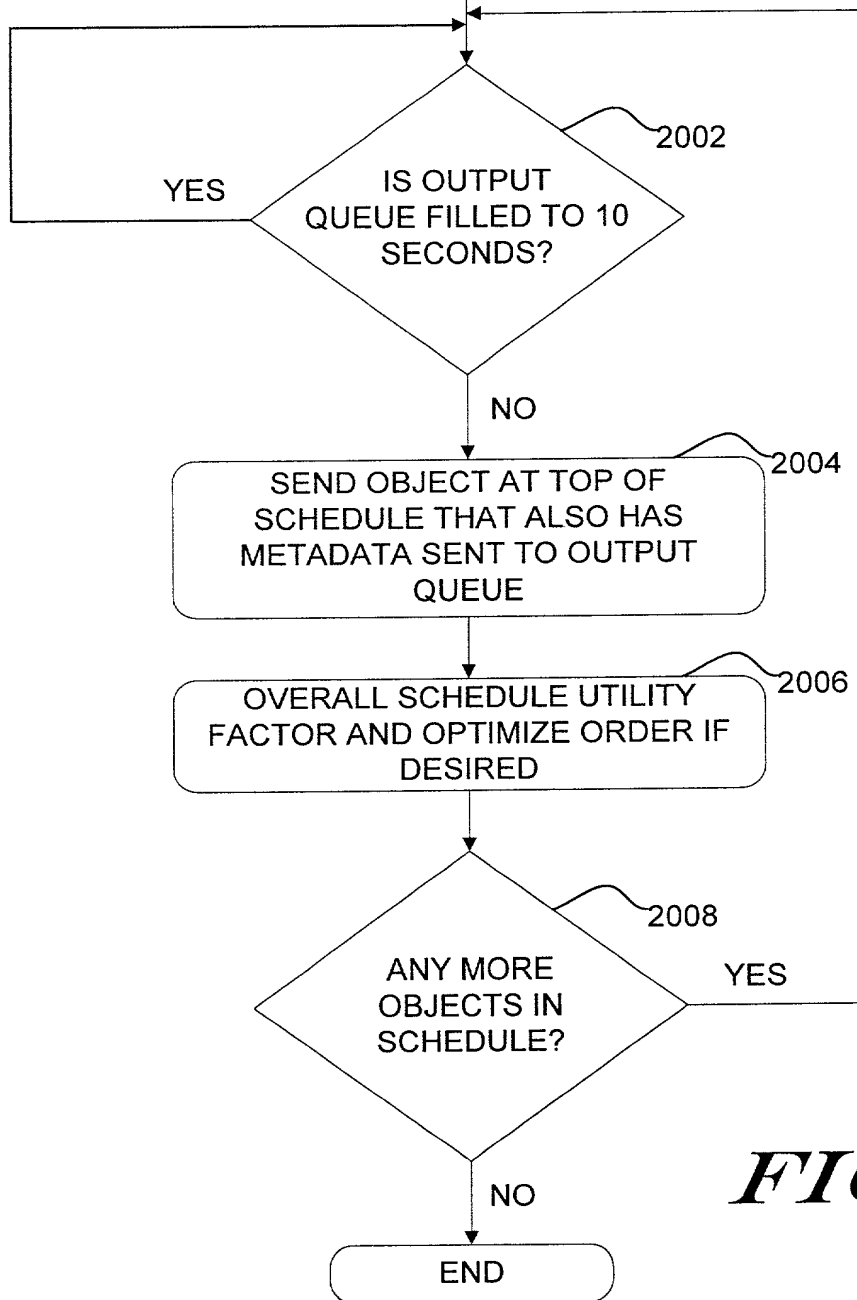 2002
YES
IS OUTPUT
QUEUE FILLED TO 10
SECONDS?
NO
2004
SEND OBJECT AT TOP OF
SCHEDULE THAT ALSO HAS
METADATA SENT TO OUTPUT
QUEUE
2006
OVERALL SCHEDULE UTILITY
FACTOR AND OPTIMIZE ORDER IF
DESIRED
2008
ANY MORE
OBJECTS IN
SCHEDULE?
YES
NO
END